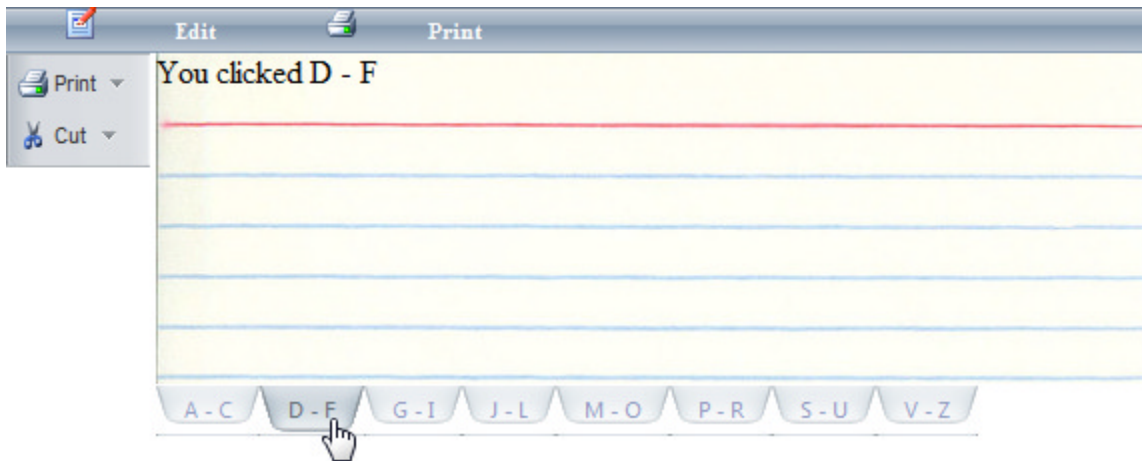 Edit Print
Print
You clicked D - F
Cut
A - C D - F G - I J - L M - O P - R S - U V - Z